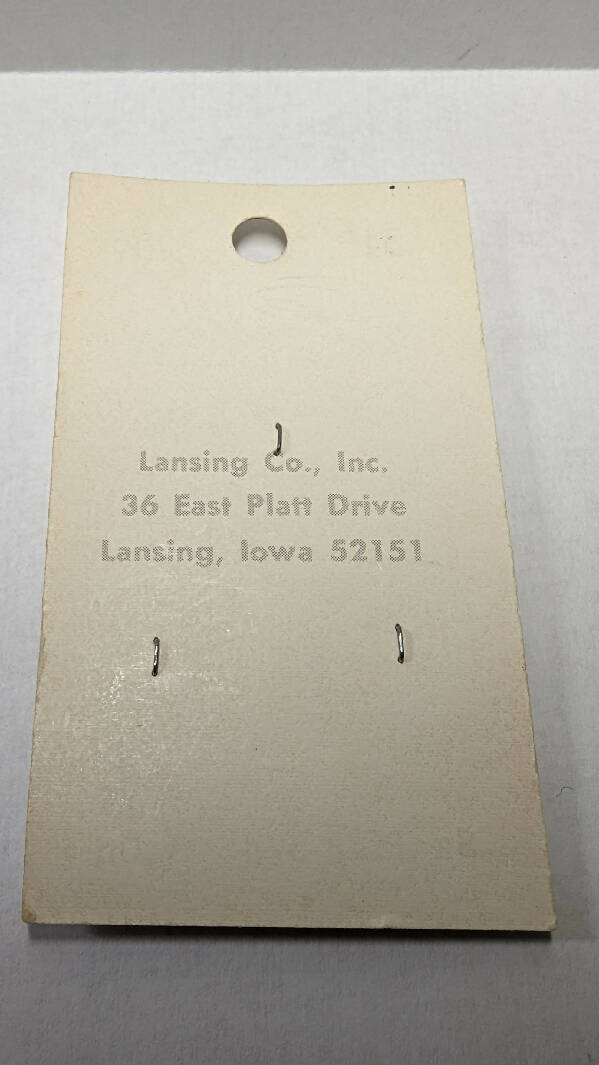 Lansing Co., Inc.
36 East Platt Drive
Lansing, Iowa 52151